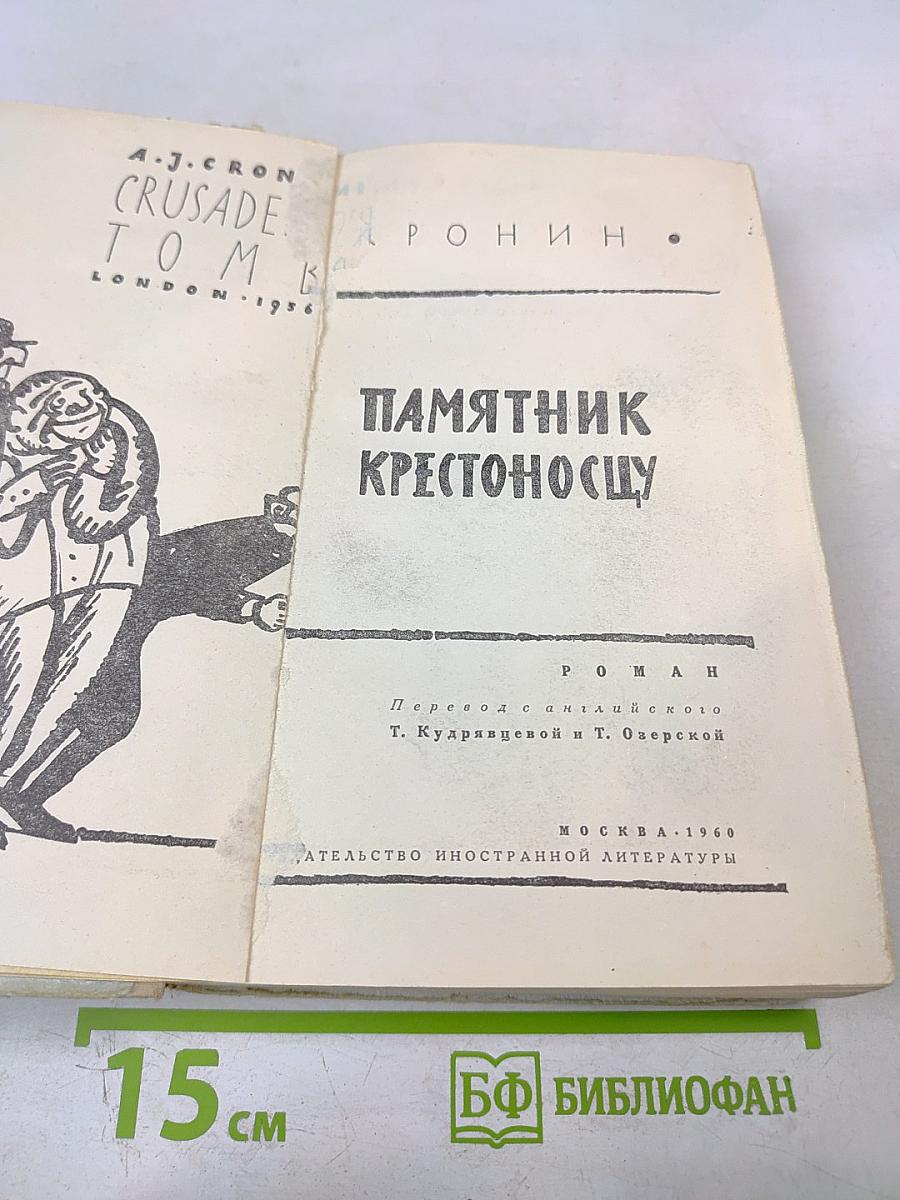 A.J.CRON
CRUSADE
TOM
LONDON·1956
РОНИН
ПАМЯТНИК
КРЕСТОНОСЦУ
РОМАН
Перевод с английского
Т. Кудрявцевой и Т. Озерской
МОСКВА·1960
АТЕЛЬСТВО ИНОСТРАННОЙ ЛИТЕРАТУРЫ
15 см
БФ БИБЛИОФАН